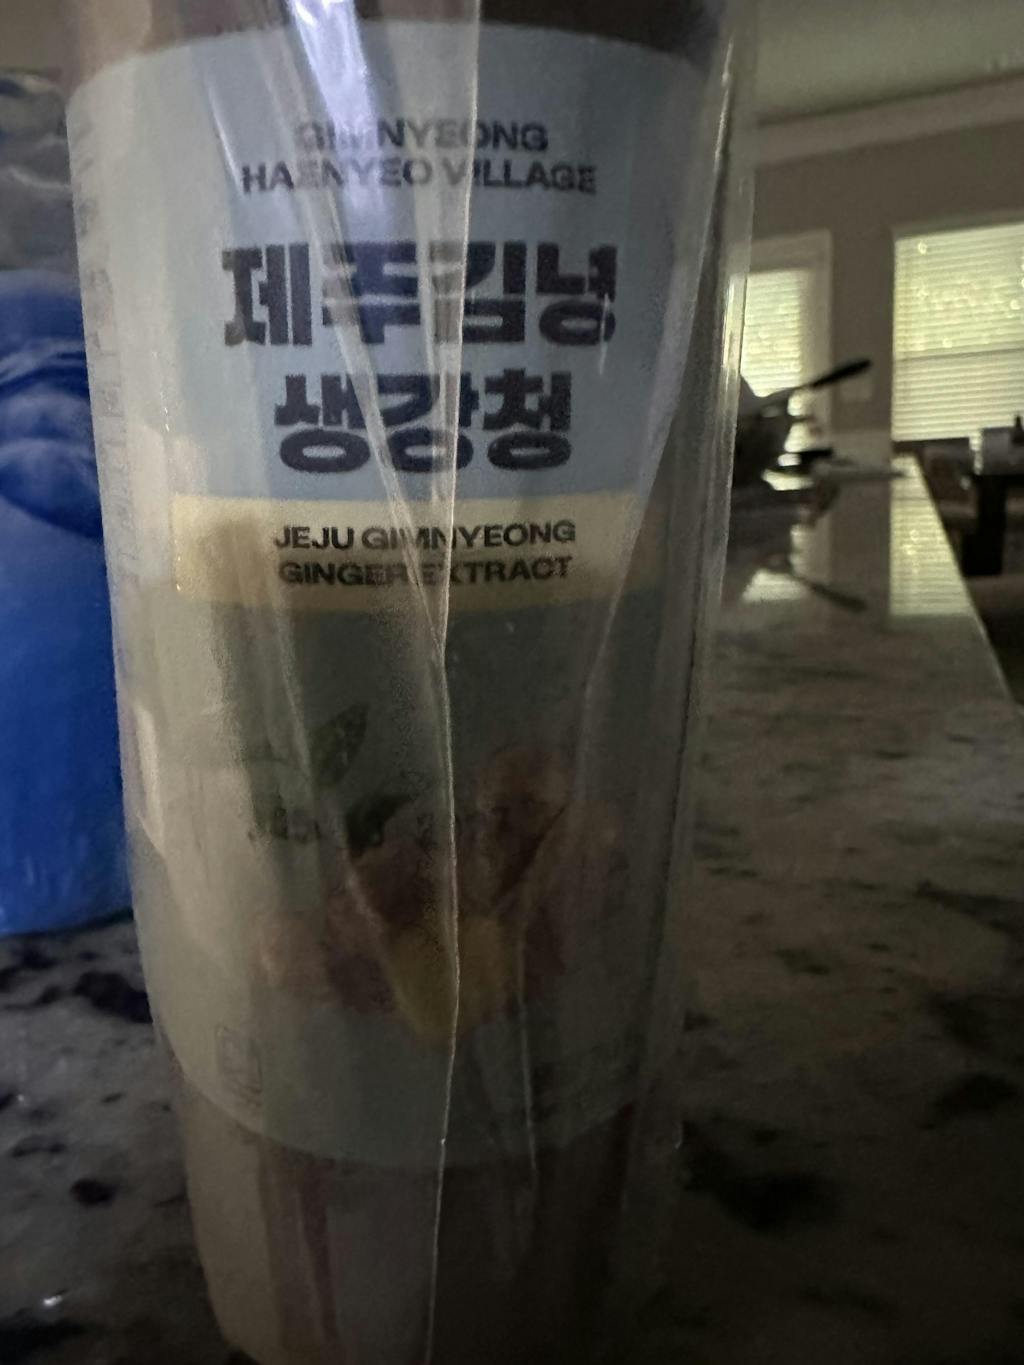 GIMNYEONG
HAENYEO VILLAGE
제주김녕
생강청
JEJU GIMNYEONG
GINGER EXTRACT